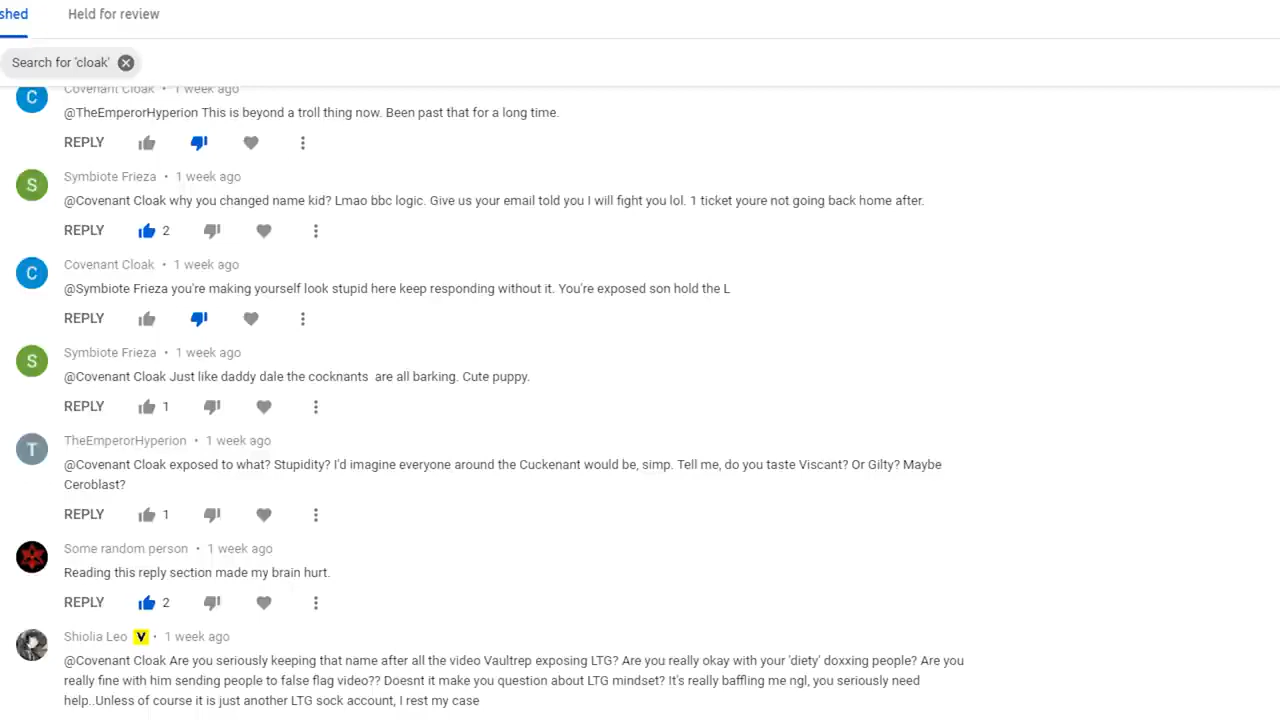 shed Held for review
Search for 'cloak'
C Covenant Cloak • 1 week ago
@TheEmperorHyperion This is beyond a troll thing now. Been past that for a long time.
REPLY
S Symbiote Frieza • 1 week ago
@Covenant Cloak why you changed name kid? Lmao bbc logic. Give us your email told you I will fight you lol. 1 ticket youre not going back home after.
REPLY 2
C Covenant Cloak • 1 week ago
@Symbiote Frieza you're making yourself look stupid here keep responding without it. You're exposed son hold the L
REPLY
S Symbiote Frieza • 1 week ago
@Covenant Cloak Just like daddy dale the cocknants are all barking. Cute puppy.
REPLY 1
T TheEmperorHyperion • 1 week ago
@Covenant Cloak exposed to what? Stupidity? I'd imagine everyone around the Cuckenant would be, simp. Tell me, do you taste Viscant? Or Gilty? Maybe
Ceroblast?
REPLY 1
Some random person • 1 week ago
Reading this reply section made my brain hurt.
REPLY 2
Shiolia Leo V • 1 week ago
@Covenant Cloak Are you seriously keeping that name after all the video Vaultrep exposing LTG? Are you really okay with your 'diety' doxxing people? Are you
really fine with him sending people to false flag video?? Doesnt it make you question about LTG mindset? It's really baffling me ngl, you seriously need
help..Unless of course it is just another LTG sock account, I rest my case